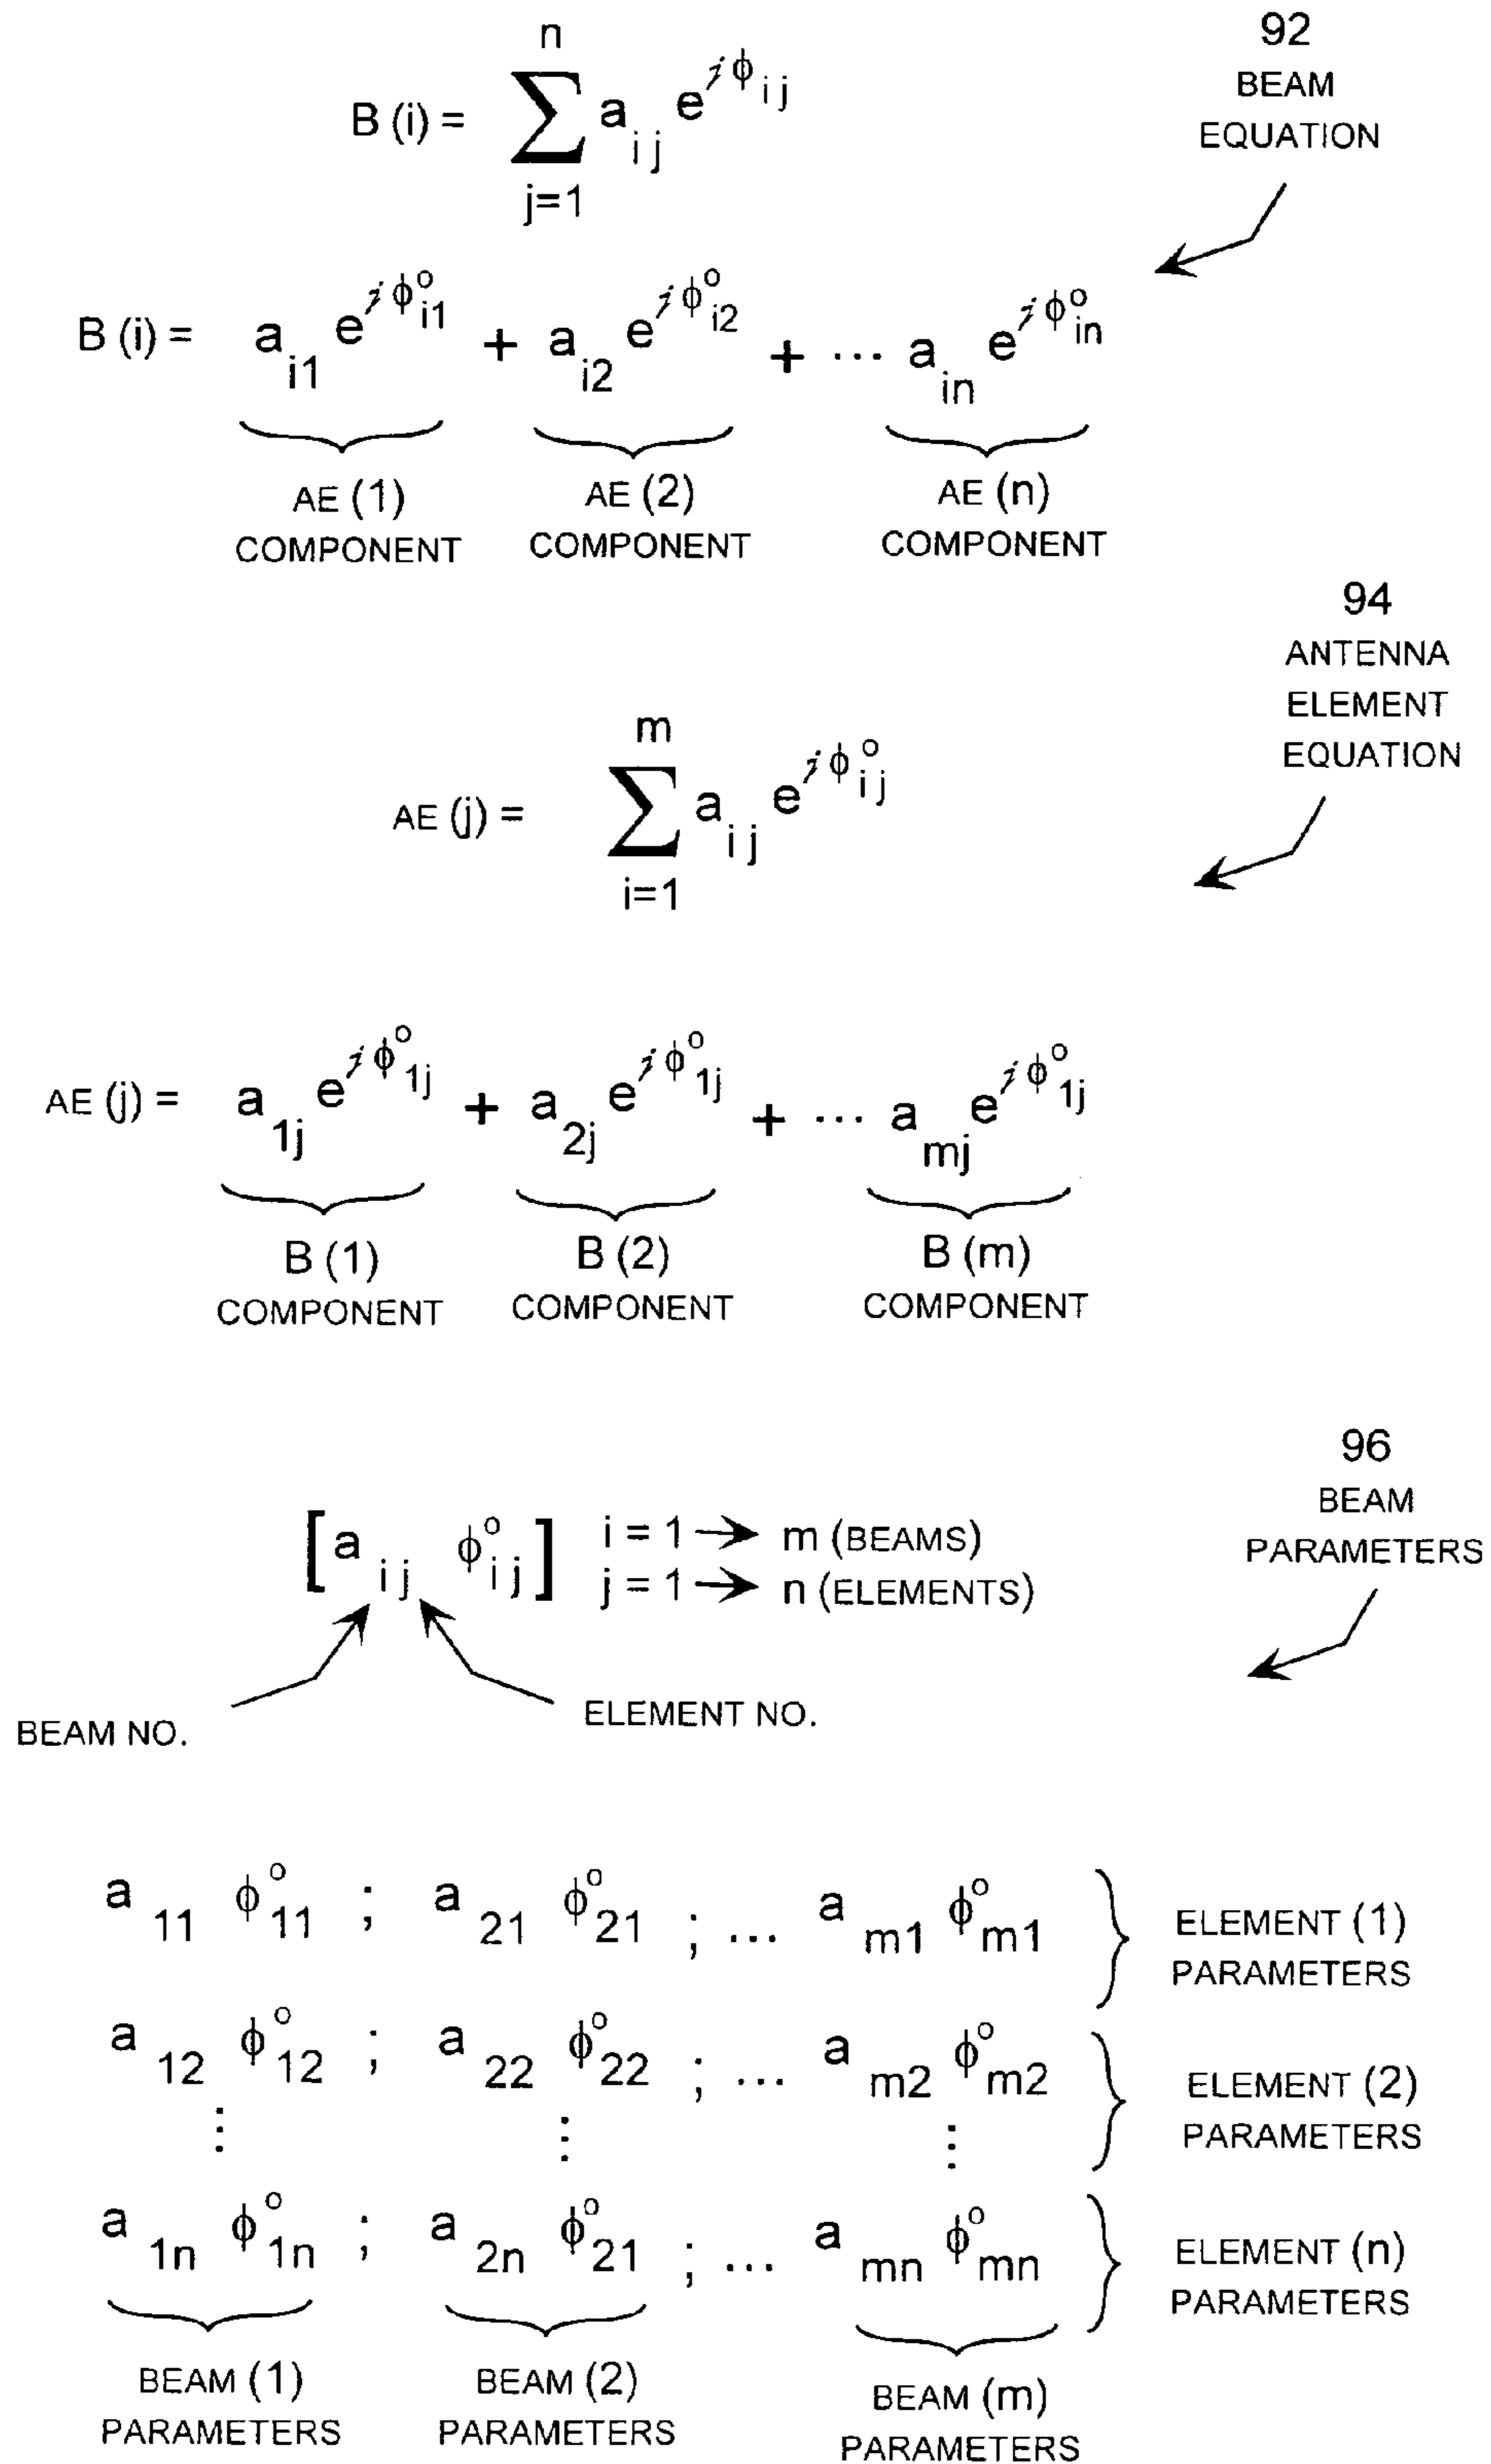 92
BEAM
EQUATION
B (i) = n ∑ j=1 a_{ij} e^{jϕ_{ij}}
B (i) = a_{i1} e^{jϕ°_{i1}} + a_{i2} e^{jϕ°_{i2}} + ... a_{in} e^{jϕ°_{in}}
AE (1) AE (2) AE (n)
COMPONENT COMPONENT COMPONENT
94
ANTENNA
ELEMENT
EQUATION
AE (j) = m ∑ i=1 a_{ij} e^{jϕ°_{ij}}
AE (j) = a_{1j} e^{jϕ°_{1j}} + a_{2j} e^{jϕ°_{1j}} + ... a_{mj} e^{jϕ°_{1j}}
B (1) B (2) B (m)
COMPONENT COMPONENT COMPONENT
96
BEAM
PARAMETERS
[a_{ij} ϕ°_{ij}] i = 1 → m (BEAMS)
j = 1 → n (ELEMENTS)
BEAM NO. ELEMENT NO.
a_{11} ϕ°_{11} ; a_{21} ϕ°_{21} ; ... a_{m1} ϕ°_{m1} } ELEMENT (1)
PARAMETERS
a_{12} ϕ°_{12} ; a_{22} ϕ°_{22} ; ... a_{m2} ϕ°_{m2} } ELEMENT (2)
PARAMETERS
⋮ ⋮ ⋮
a_{1n} ϕ°_{1n} ; a_{2n} ϕ°_{21} ; ... a_{mn} ϕ°_{mn} } ELEMENT (n)
PARAMETERS
BEAM (1) BEAM (2) BEAM (m)
PARAMETERS PARAMETERS PARAMETERS